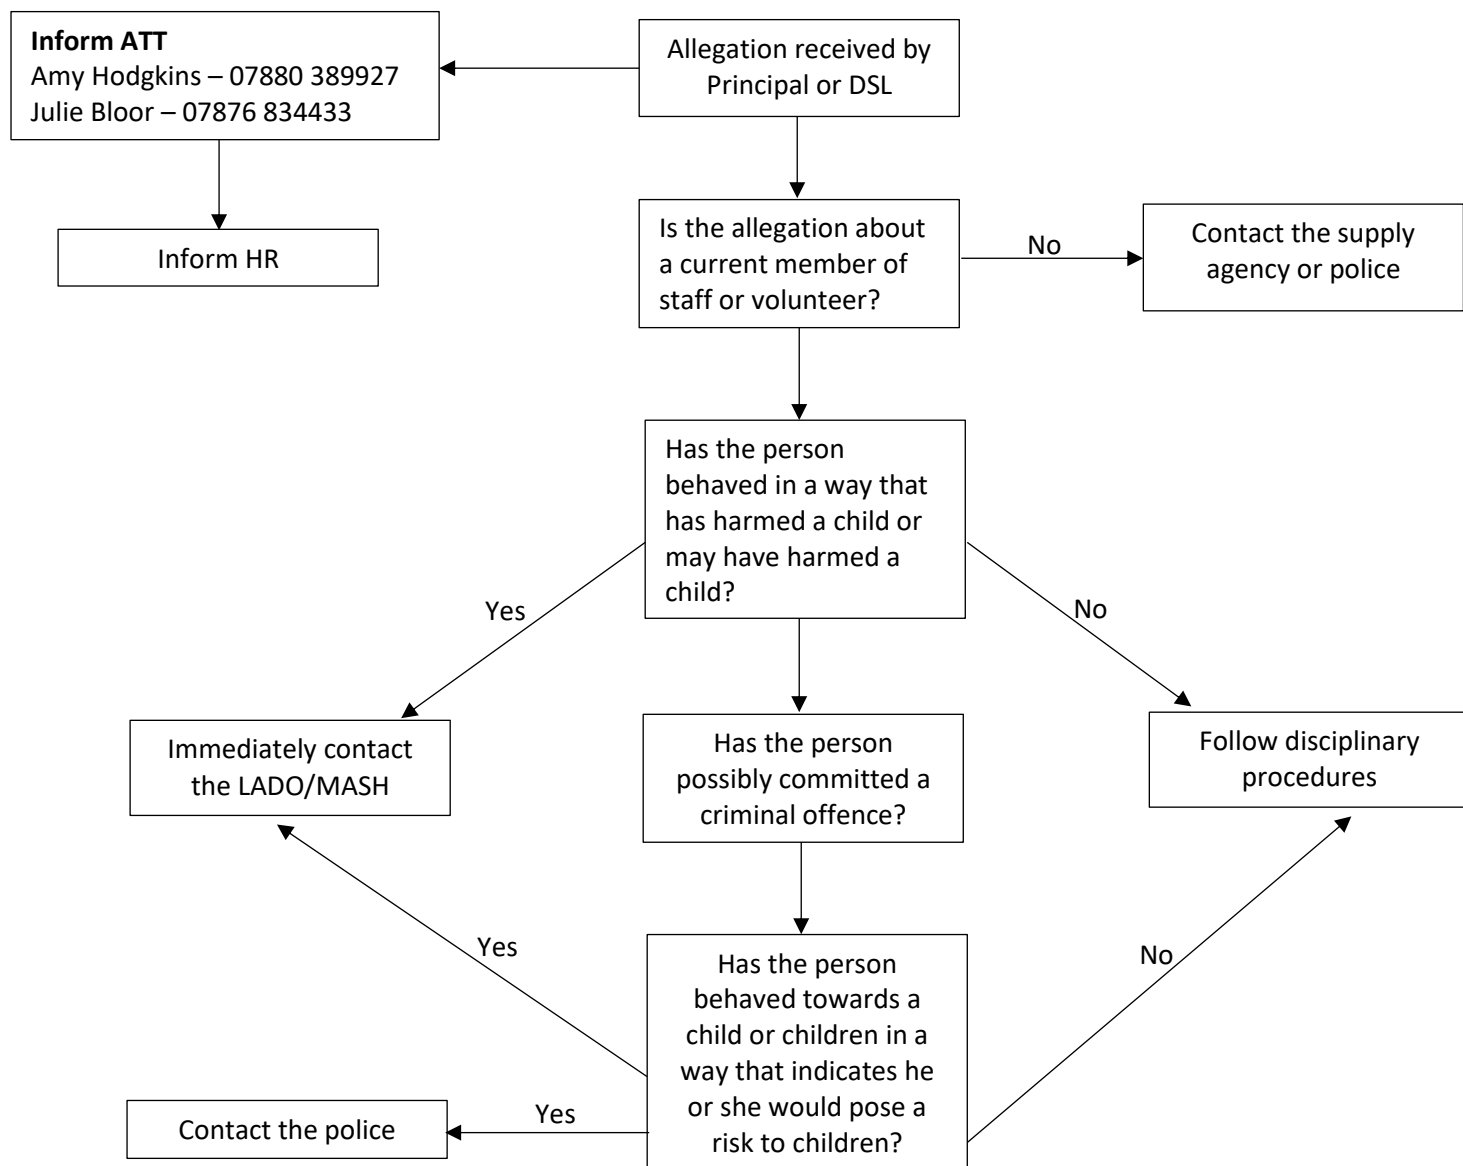 Inform ATT
Amy Hodgkins – 07880 389927
Julie Bloor – 07876 834433
Allegation received by
Principal or DSL
Inform HR
Is the allegation about
a current member of
staff or volunteer?
No
Contact the supply
agency or police
Has the person
behaved in a way that
has harmed a child or
may have harmed a
child?
Yes
No
Immediately contact
the LADO/MASH
Has the person
possibly committed a
criminal offence?
Follow disciplinary
procedures
Yes
Has the person
behaved towards a
child or children in a
way that indicates he
or she would pose a
risk to children?
No
Contact the police
Yes